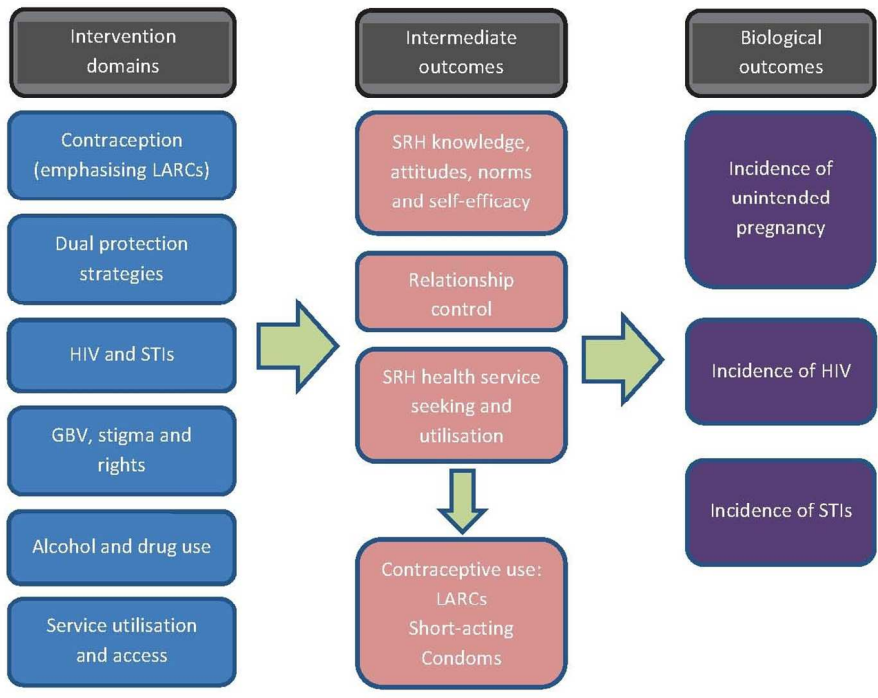 Intervention
domains
Contraception
(emphasising LARCs)
Dual protection
strategies
HIV and STIs
GBV, stigma and
rights
Alcohol and drug use
Service utilisation
and access
Intermediate
outcomes
SRH knowledge,
attitudes, norms
and self-efficacy
Relationship
control
SRH health service
seeking and
utilisation
Contraceptive use:
LARCs
Short-acting
Condoms
Biological
outcomes
Incidence of
unintended
pregnancy
Incidence of HIV
Incidence of STIs